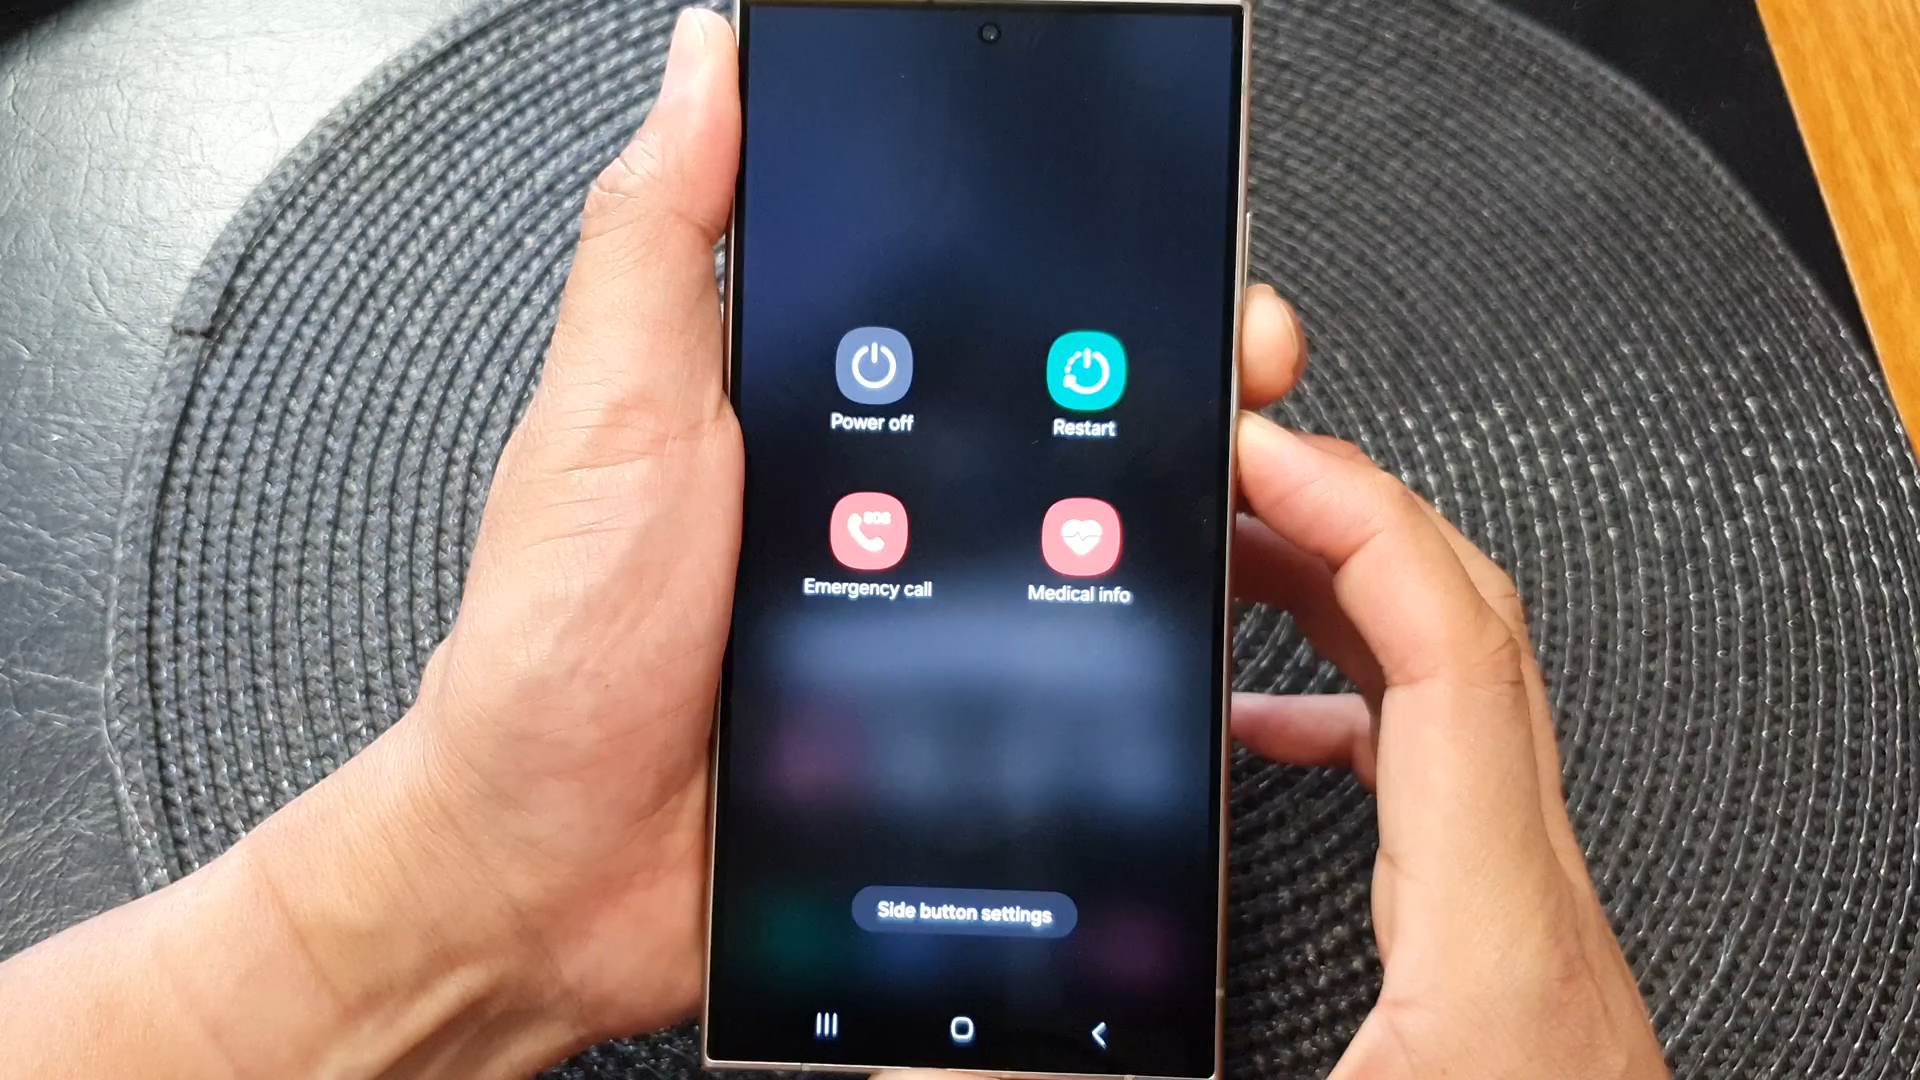 Power off
Restart
SOS
Emergency call
Medical info
Side button settings